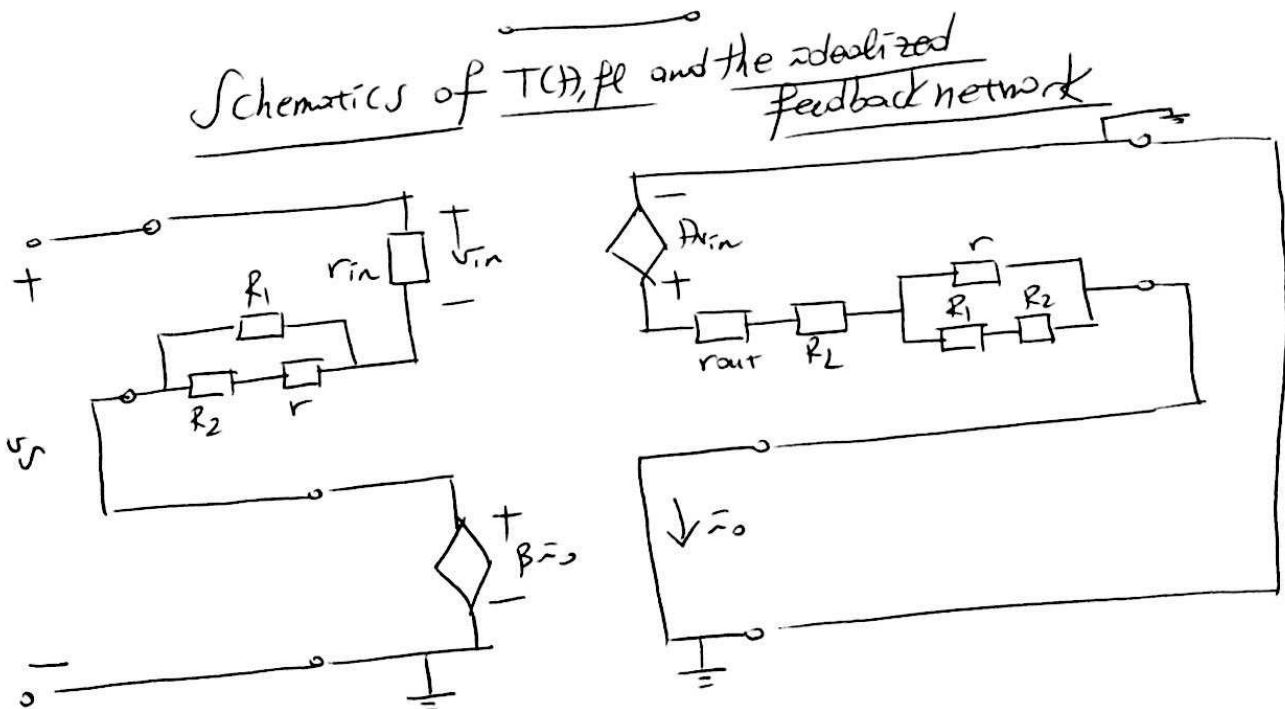 Schematics of T(A),fl and the idealized
feedback network
+
rin
+
vin
−
R1
R2
r
vs
+
βio
−
−
−
Avin
+
rout
RL
r
R1
R2
io